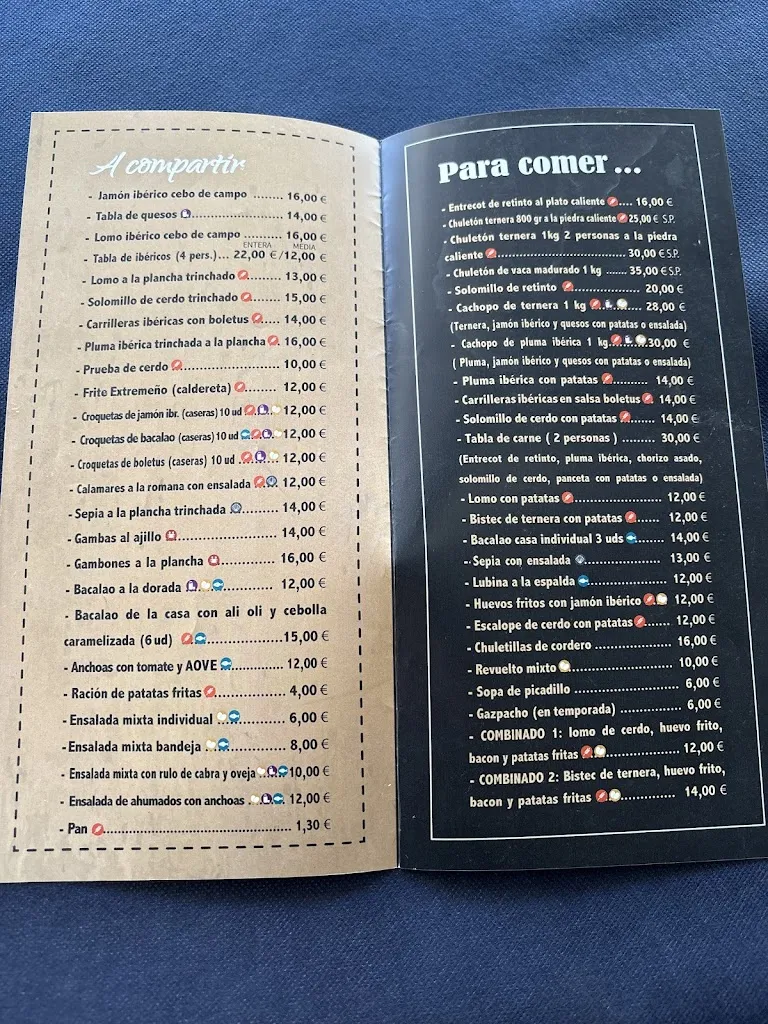 A compartir
- Jamón ibérico cebo de campo ........ 16,00 €
- Tabla de quesos ........................ 14,00 €
- Lomo ibérico cebo de campo ......... 16,00 €
ENTERA MEDIA
- Tabla de ibéricos (4 pers.)... 22,00 €/12,00 €
- Lomo a la plancha trinchado ......... 13,00 €
- Solomillo de cerdo trinchado ........ 15,00 €
- Carrilleras ibéricas con boletus .... 14,00 €
- Pluma ibérica trinchada a la plancha . 16,00 €
- Prueba de cerdo ........................ 10,00 €
- Frite Extremeño (caldereta) .......... 12,00 €
- Croquetas de jamón ibr. (caseras) 10 ud ... 12,00 €
- Croquetas de bacalao (caseras) 10 ud ... 12,00 €
- Croquetas de boletus (caseras) 10 ud ... 12,00 €
- Calamares a la romana con ensalada ... 12,00 €
- Sepia a la plancha trinchada ......... 14,00 €
- Gambas al ajillo ....................... 14,00 €
- Gambones a la plancha ................ 16,00 €
- Bacalao a la dorada ................... 12,00 €
- Bacalao de la casa con ali oli y cebolla
caramelizada (6 ud) .................... 15,00 €
- Anchoas con tomate y AOVE ........... 12,00 €
- Ración de patatas fritas ............... 4,00 €
- Ensalada mixta individual ............ 6,00 €
- Ensalada mixta bandeja ............... 8,00 €
- Ensalada mixta con rulo de cabra y oveja 10,00 €
- Ensalada de ahumados con anchoas ... 12,00 €
- Pan ...................................... 1,30 €
Para comer ...
- Entrecot de retinto al plato caliente .... 16,00 €
- Chuletón ternera 800 gr a la piedra caliente 25,00 € S.P.
- Chuletón ternera 1kg 2 personas a la piedra
caliente ............................ 30,00 € S.P.
- Chuletón de vaca madurado 1 kg ....... 35,00 € S.P.
- Solomillo de retinto ................. 20,00 €
- Cachopo de ternera 1 kg ............. 28,00 €
(Ternera, jamón ibérico y quesos con patatas o ensalada)
- Cachopo de pluma ibérica 1 kg ....... 30,00 €
( Pluma, jamón ibérico y quesos con patatas o ensalada)
- Pluma ibérica con patatas .......... 14,00 €
- Carrilleras ibéricas en salsa boletus 14,00 €
- Solomillo de cerdo con patatas ...... 14,00 €
- Tabla de carne ( 2 personas ) ......... 30,00 €
(Entrecot de retinto, pluma ibérica, chorizo asado,
solomillo de cerdo, panceta con patatas o ensalada)
- Lomo con patatas ..................... 12,00 €
- Bistec de ternera con patatas ...... 12,00 €
- Bacalao casa individual 3 uds ...... 14,00 €
- Sepia con ensalada .................. 13,00 €
- Lubina a la espalda ................. 12,00 €
- Huevos fritos con jamón ibérico 12,00 €
- Escalope de cerdo con patatas ....... 12,00 €
- Chuletillas de cordero .............. 16,00 €
- Revuelto mixto ...................... 10,00 €
- Sopa de picadillo .................... 6,00 €
- Gazpacho (en temporada) ............. 6,00 €
- COMBINADO 1: lomo de cerdo, huevo frito,
bacon y patatas fritas ............... 12,00 €
- COMBINADO 2: Bistec de ternera, huevo frito,
bacon y patatas fritas ............... 14,00 €